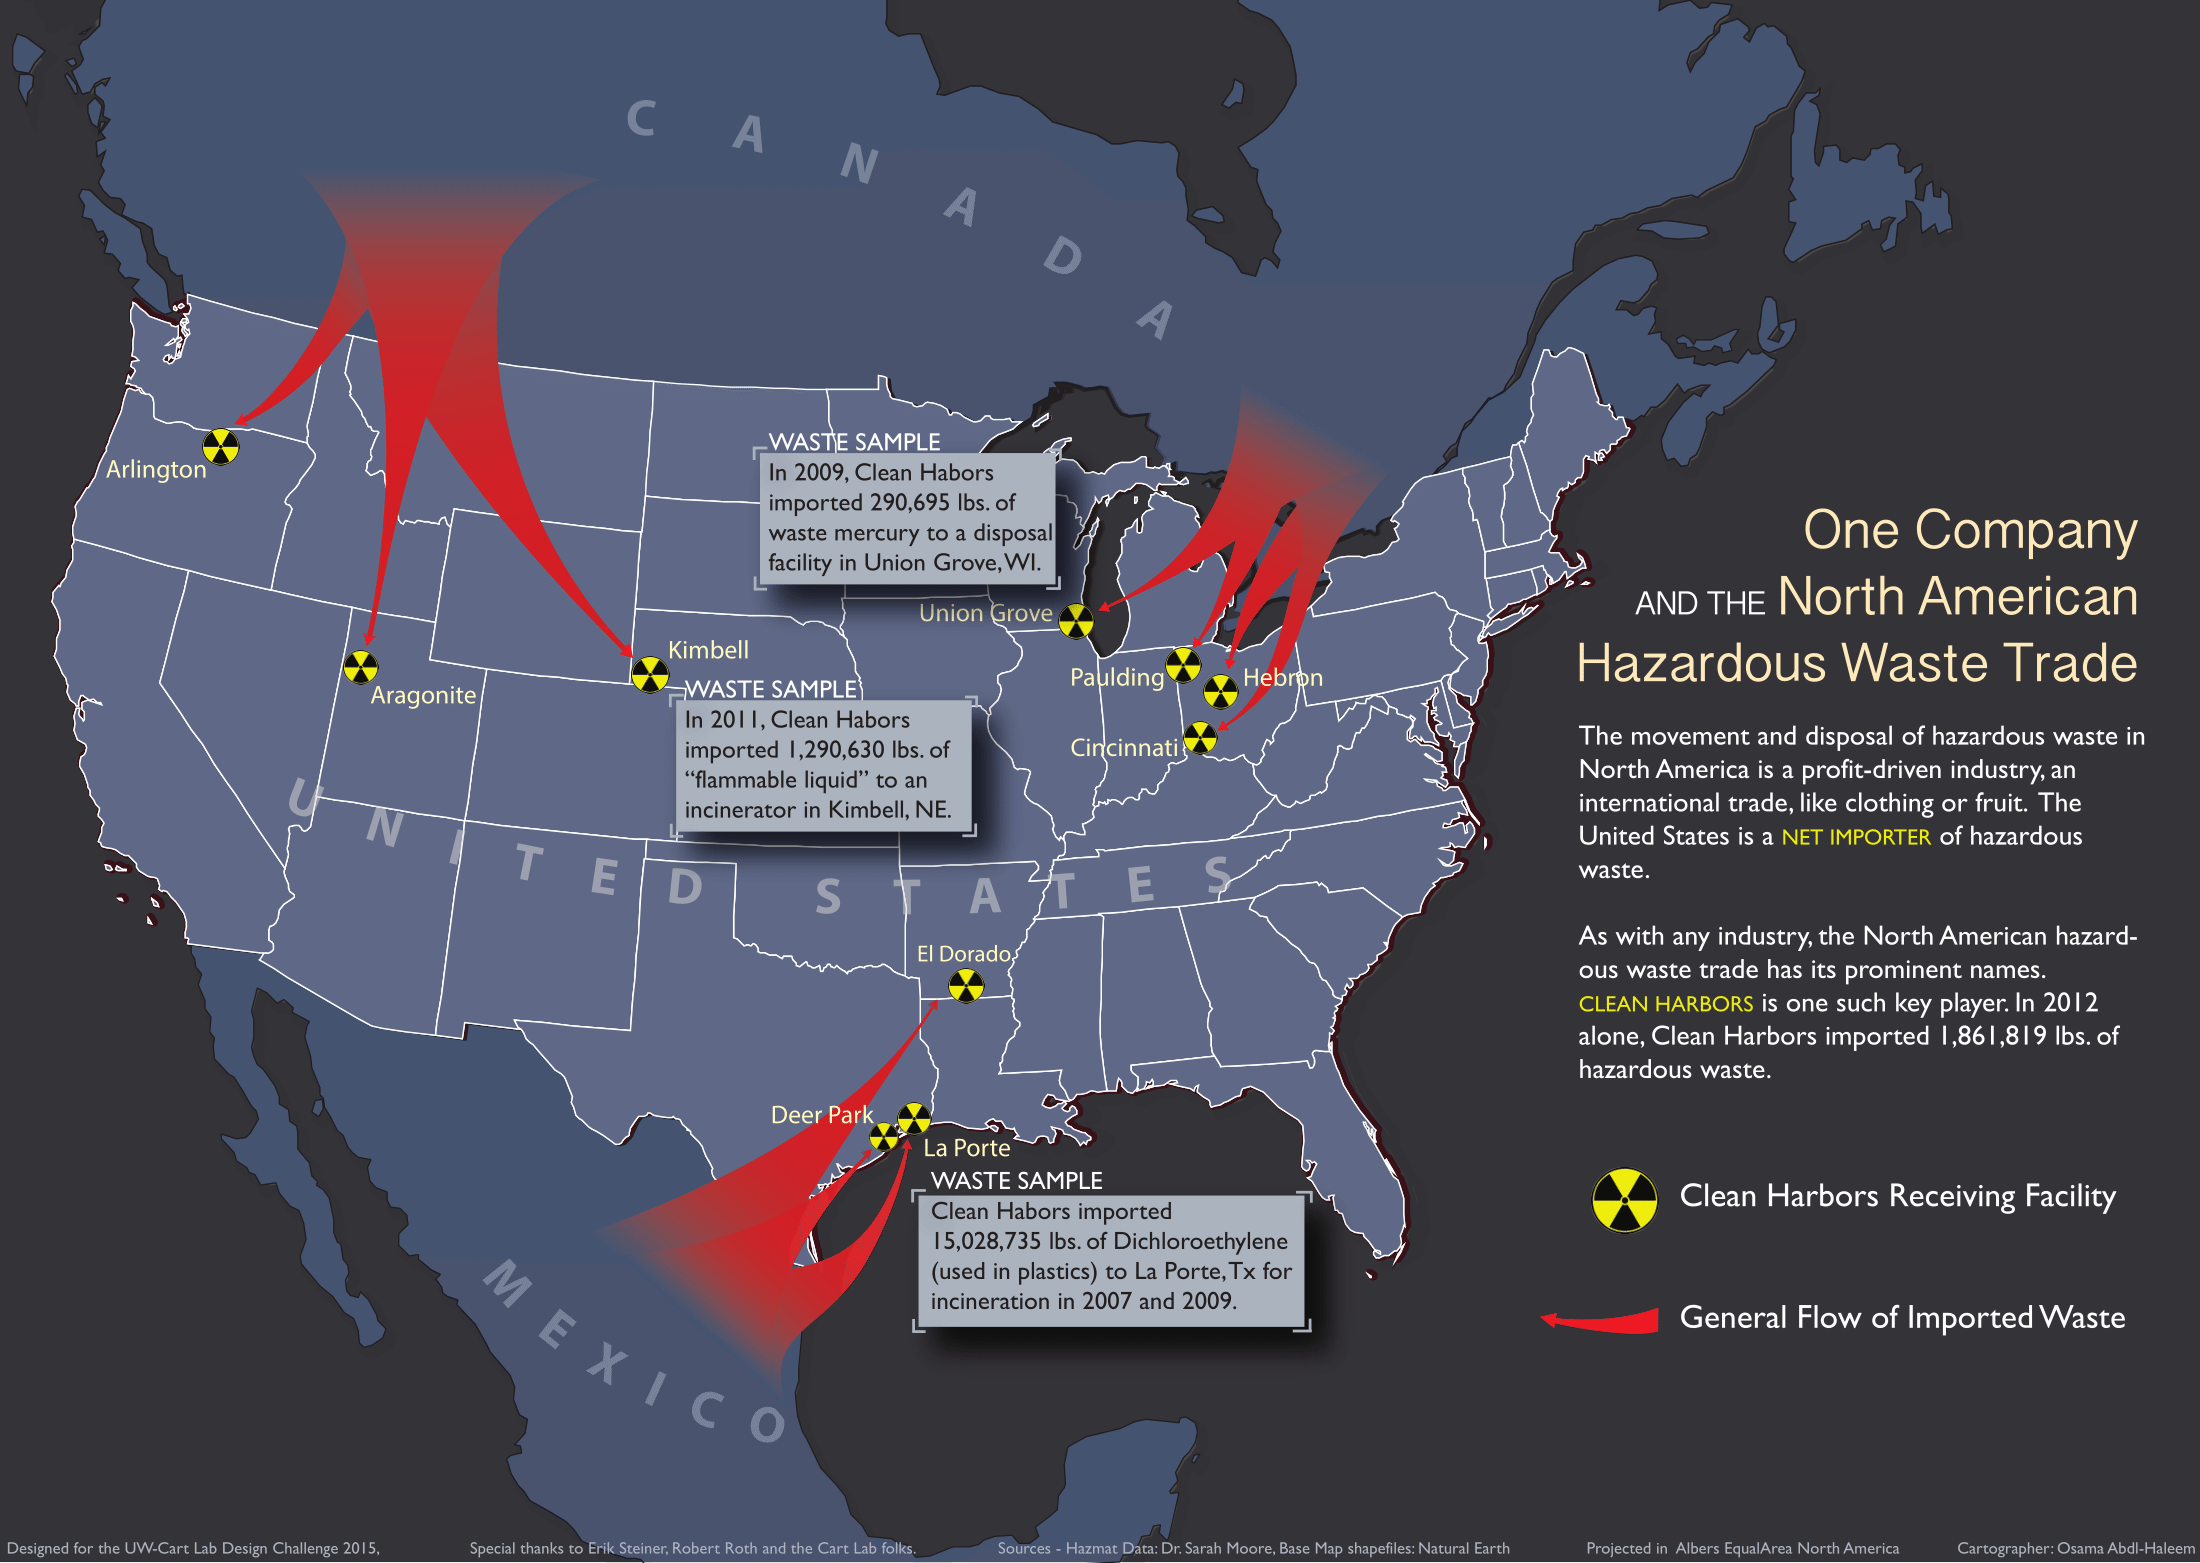 CANADA
WASTE SAMPLE
In 2009, Clean Habors
imported 290,695 lbs. of
waste mercury to a disposal
facility in Union Grove, WI.
Arlington
Union Grove
Kimbell
Aragonite
Paulding
Hebron
Cincinnati
WASTE SAMPLE
In 2011, Clean Habors
imported 1,290,630 lbs. of
“flammable liquid” to an
incinerator in Kimbell, NE.
UNITED STATES
El Dorado
Deer Park
La Porte
WASTE SAMPLE
Clean Habors imported
15,028,735 lbs. of Dichloroethylene
(used in plastics) to La Porte, Tx for
incineration in 2007 and 2009.
MEXICO
One Company
AND THE North American
Hazardous Waste Trade
The movement and disposal of hazardous waste in
North America is a profit-driven industry, an
international trade, like clothing or fruit. The
United States is a NET IMPORTER of hazardous
waste.
As with any industry, the North American hazard-
ous waste trade has its prominent names.
CLEAN HARBORS is one such key player. In 2012
alone, Clean Harbors imported 1,861,819 lbs. of
hazardous waste.
Clean Harbors Receiving Facility
General Flow of Imported Waste
Designed for the UW-Cart Lab Design Challenge 2015, Special thanks to Erik Steiner, Robert Roth and the Cart Lab folks. Sources - Hazmat Data: Dr. Sarah Moore, Base Map shapefiles: Natural Earth Projected in Albers EqualArea North America Cartographer: Osama Abdl-Haleem